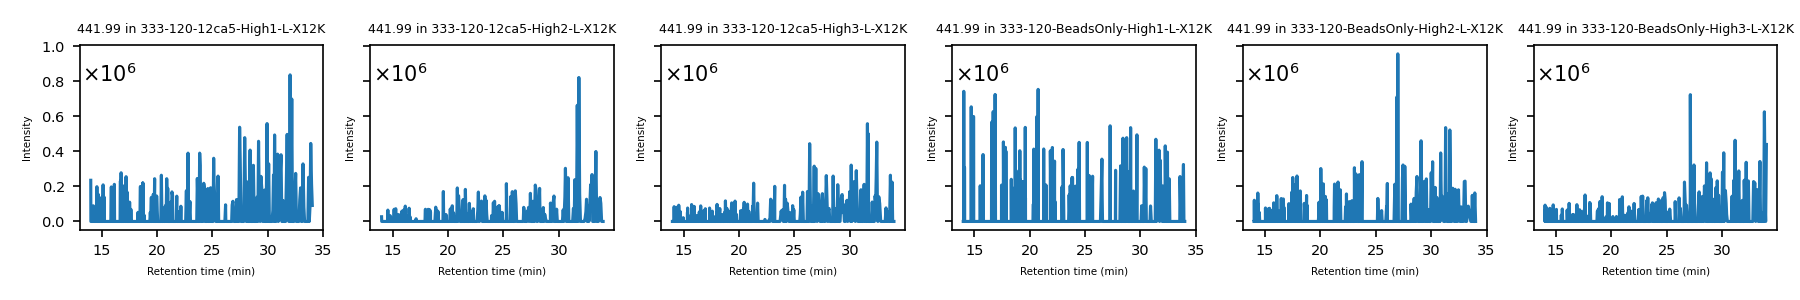 441.99 in 333-120-12ca5-High1-L-X12K
441.99 in 333-120-12ca5-High2-L-X12K
441.99 in 333-120-12ca5-High3-L-X12K
441.99 in 333-120-BeadsOnly-High1-L-X12K
441.99 in 333-120-BeadsOnly-High2-L-X12K
441.99 in 333-120-BeadsOnly-High3-L-X12K
1.0
0.8
0.6
0.4
0.2
0.0
×10⁶
×10⁶
×10⁶
×10⁶
×10⁶
×10⁶
Intensity
Intensity
Intensity
Intensity
Intensity
Intensity
15 20 25 30 35
15 20 25 30
15 20 25 30
15 20 25 30 35
15 20 25 30 35
15 20 25 30
Retention time (min)
Retention time (min)
Retention time (min)
Retention time (min)
Retention time (min)
Retention time (min)